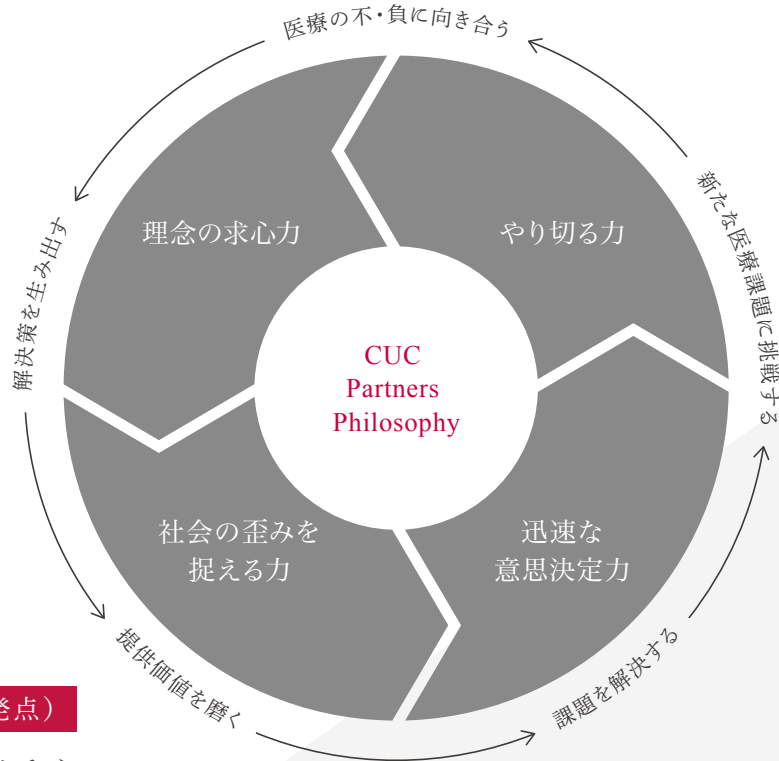 医療の不・負に向き合う
新たな医療課題に挑戦する
解決策を生み出す
理念の求心力
やり切る力
CUC
Partners
Philosophy
社会の歪みを
捉える力
迅速な
意思決定力
提供価値を磨く
課題を解決する
発点）